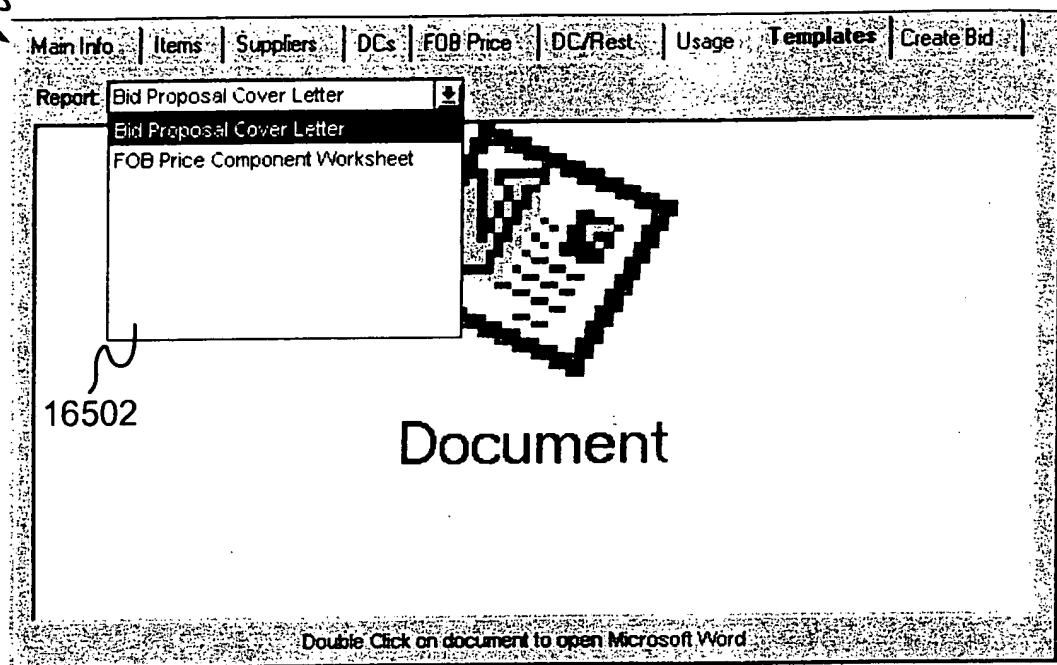 Main Info Items Suppliers DCs FOB Price DC/Rest. Usage Templates Create Bid
Report: Bid Proposal Cover Letter
Bid Proposal Cover Letter
FOB Price Component Worksheet
16502
Document
Double Click on document to open Microsoft Word